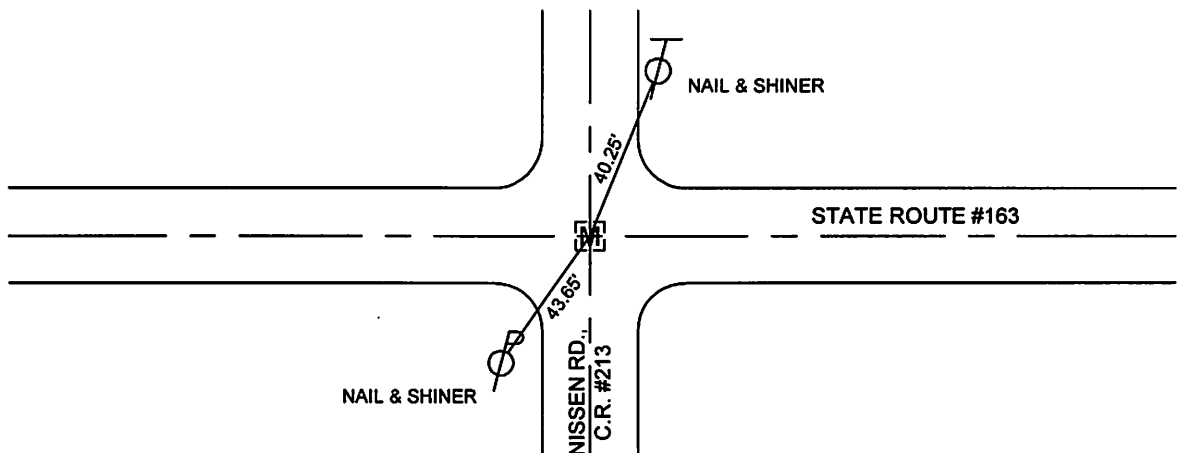 NAIL & SHINER
40.25'
STATE ROUTE #163
M
43.65'
P
NAIL & SHINER
NISSEN RD.,
C.R. #213